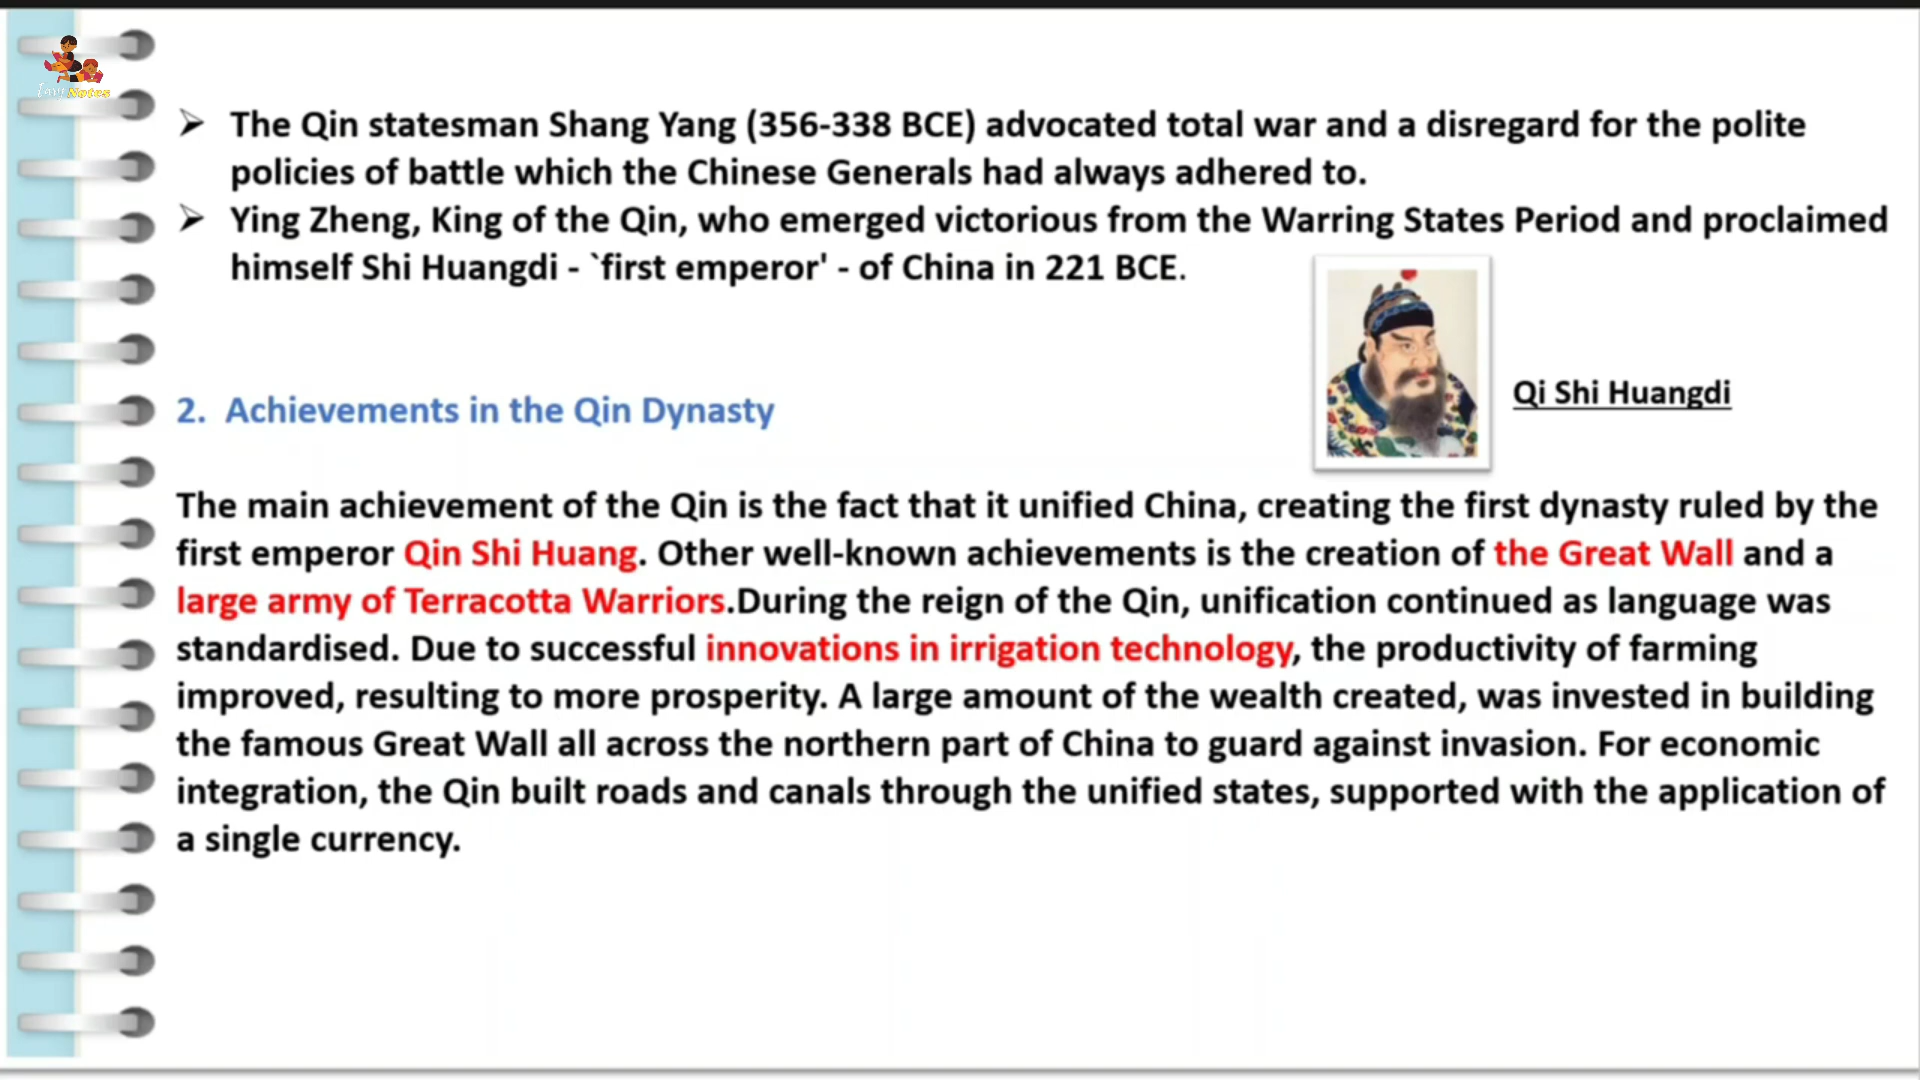 Easy Notes
➢ The Qin statesman Shang Yang (356-338 BCE) advocated total war and a disregard for the polite
policies of battle which the Chinese Generals had always adhered to.
➢ Ying Zheng, King of the Qin, who emerged victorious from the Warring States Period and proclaimed
himself Shi Huangdi - `first emperor' - of China in 221 BCE.
Qi Shi Huangdi
2. Achievements in the Qin Dynasty
The main achievement of the Qin is the fact that it unified China, creating the first dynasty ruled by the
first emperor Qin Shi Huang. Other well-known achievements is the creation of the Great Wall and a
large army of Terracotta Warriors.During the reign of the Qin, unification continued as language was
standardised. Due to successful innovations in irrigation technology, the productivity of farming
improved, resulting to more prosperity. A large amount of the wealth created, was invested in building
the famous Great Wall all across the northern part of China to guard against invasion. For economic
integration, the Qin built roads and canals through the unified states, supported with the application of
a single currency.